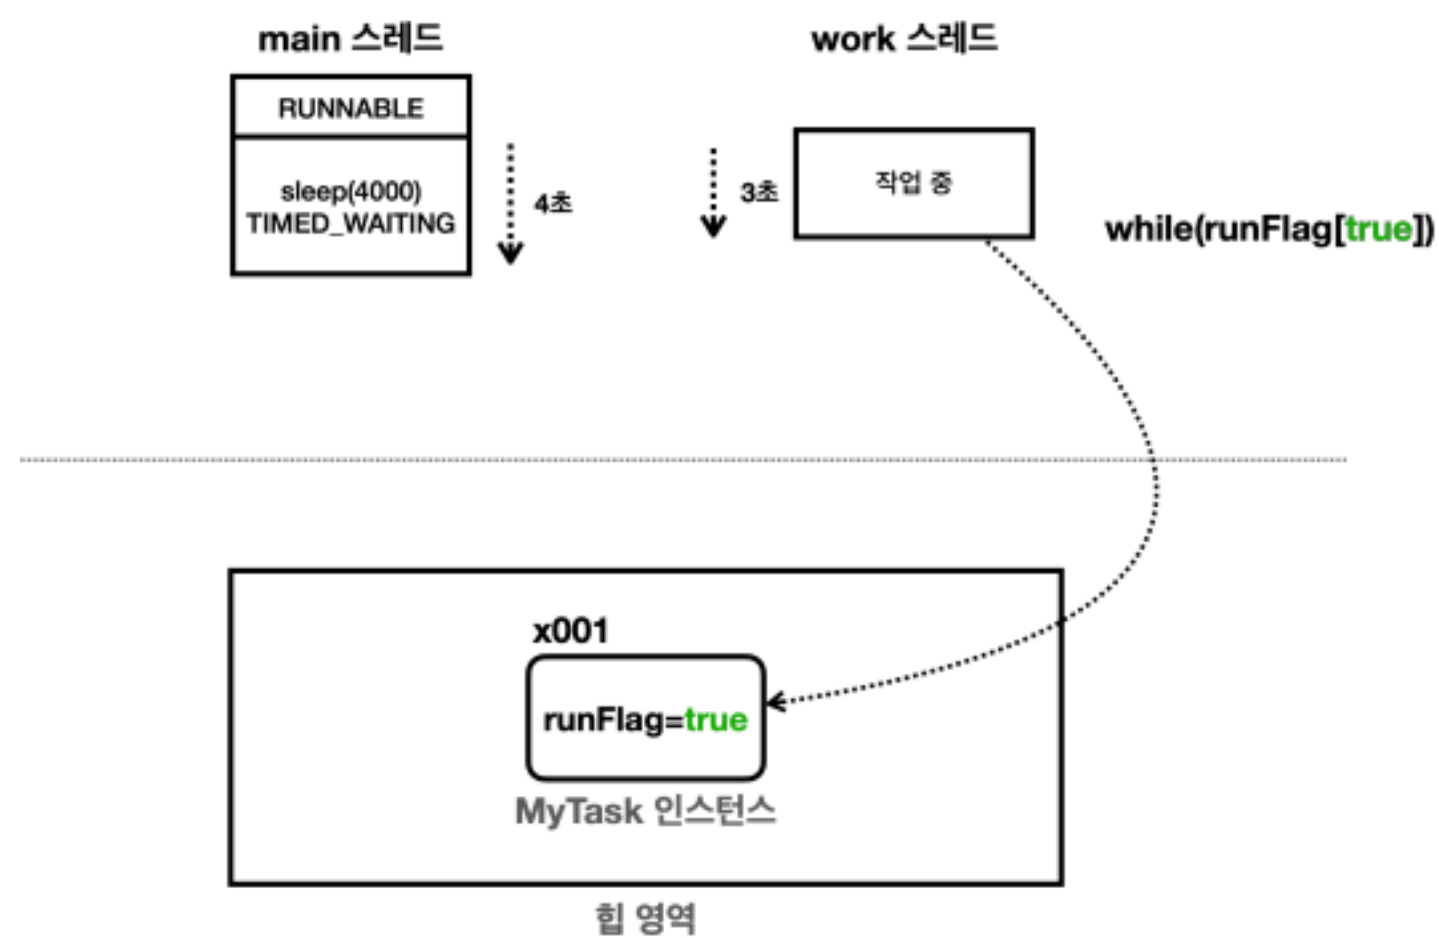 main 스레드
work 스레드
RUNNABLE
sleep(4000)
TIMED_WAITING
4초
3초
작업 중
while(runFlag[true])
x001
runFlag=true
MyTask 인스턴스
힙 영역